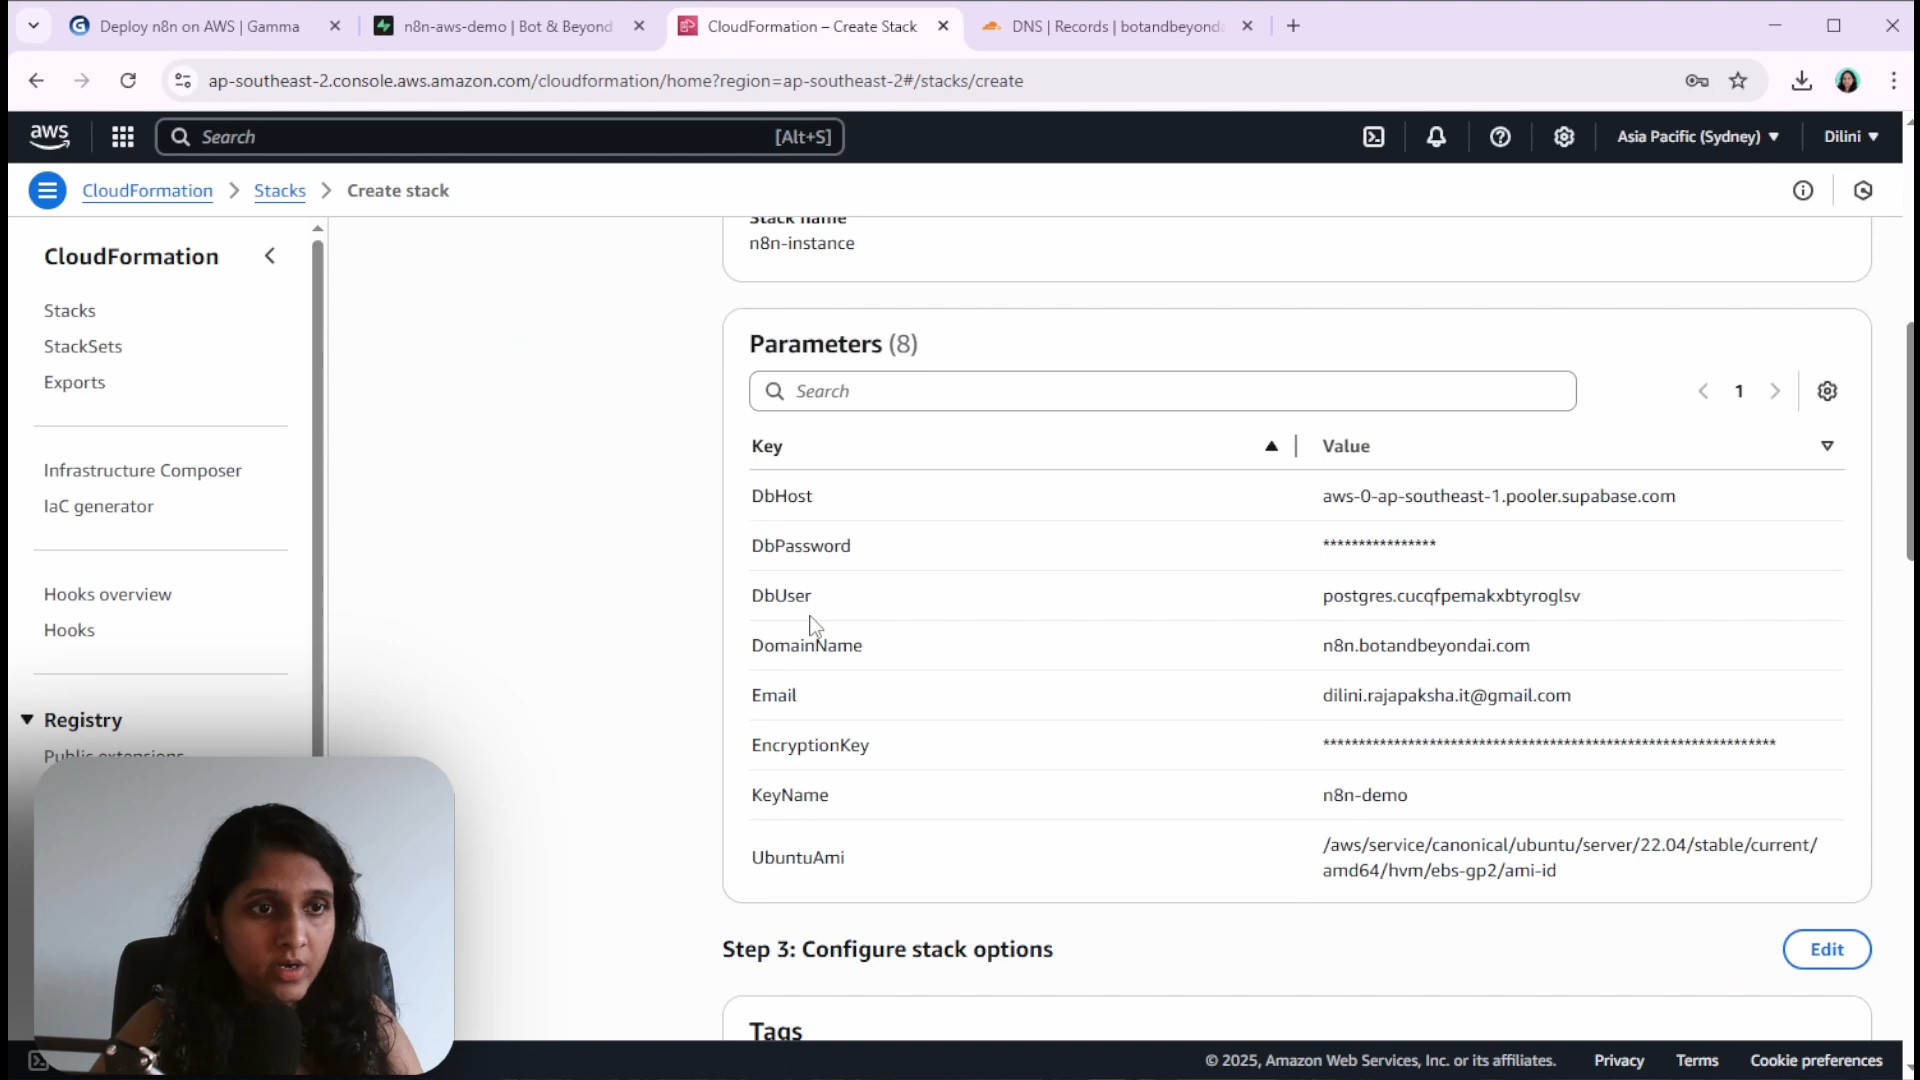 Deploy n8n on AWS | Gamma
n8n-aws-demo | Bot & Beyond
CloudFormation – Create Stack
DNS | Records | botandbeyonda
ap-southeast-2.console.aws.amazon.com/cloudformation/home?region=ap-southeast-2#/stacks/create
aws
Search
[Alt+S]
Asia Pacific (Sydney)
Dilini
CloudFormation
Stacks
Create stack
CloudFormation
Stacks
StackSets
Exports
Infrastructure Composer
IaC generator
Hooks overview
Hooks
Registry
Public extensions
Stack name
n8n-instance
Parameters (8)
Search
1
Key
Value
DbHost
aws-0-ap-southeast-1.pooler.supabase.com
DbPassword
****************
DbUser
postgres.cucqfpemakxbtyroglsv
DomainName
n8n.botandbeyondai.com
Email
dilini.rajapaksha.it@gmail.com
EncryptionKey
****************************************************************
KeyName
n8n-demo
UbuntuAmi
/aws/service/canonical/ubuntu/server/22.04/stable/current/
amd64/hvm/ebs-gp2/ami-id
Step 3: Configure stack options
Edit
Tags
© 2025, Amazon Web Services, Inc. or its affiliates.
Privacy
Terms
Cookie preferences